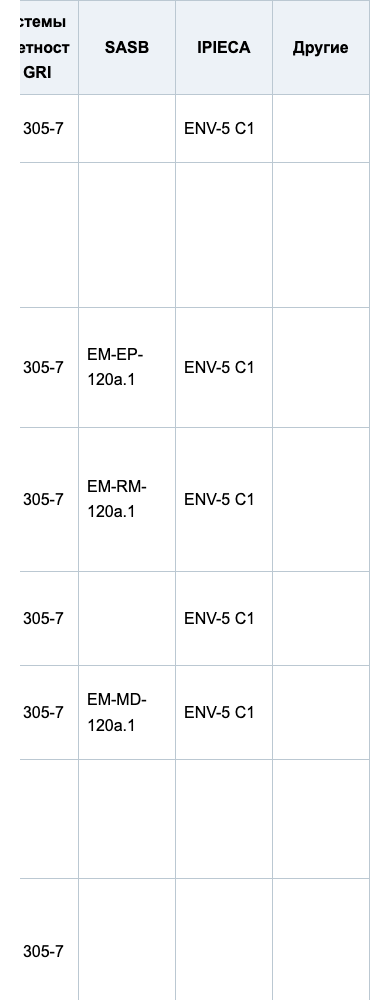 GRI
SASB
IPIECA
Другие
305-7
ENV-5 C1
305-7
EM-EP-
120a.1
ENV-5 C1
305-7
EM-RM-
120a.1
ENV-5 C1
305-7
ENV-5 C1
305-7
EM-MD-
120a.1
ENV-5 C1
305-7